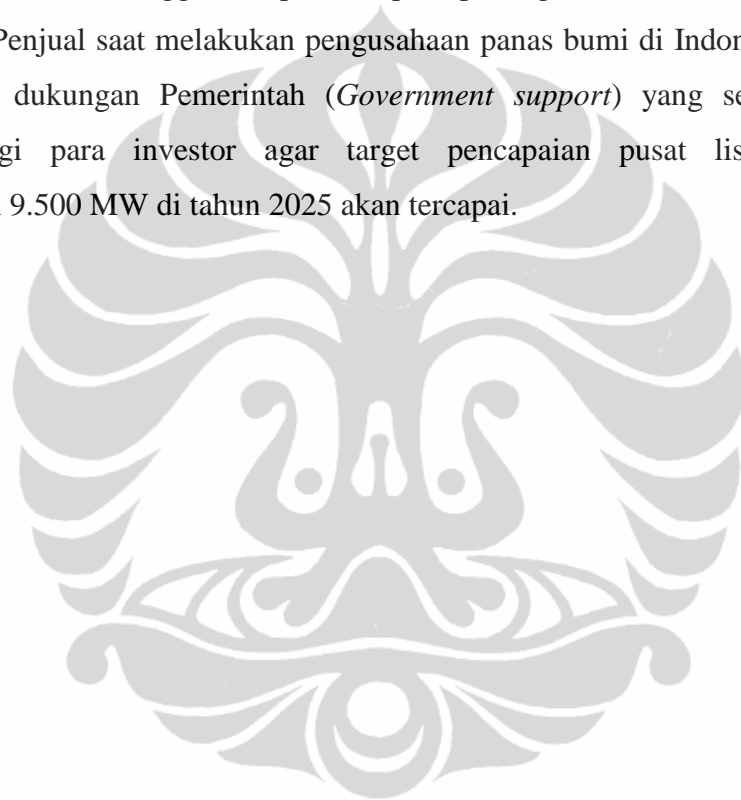 Penjual saat melakukan pengusahaan panas bumi di Indon
dukungan Pemerintah (Government support) yang se
gi para investor agar target pencapaian pusat lis
9.500 MW di tahun 2025 akan tercapai.